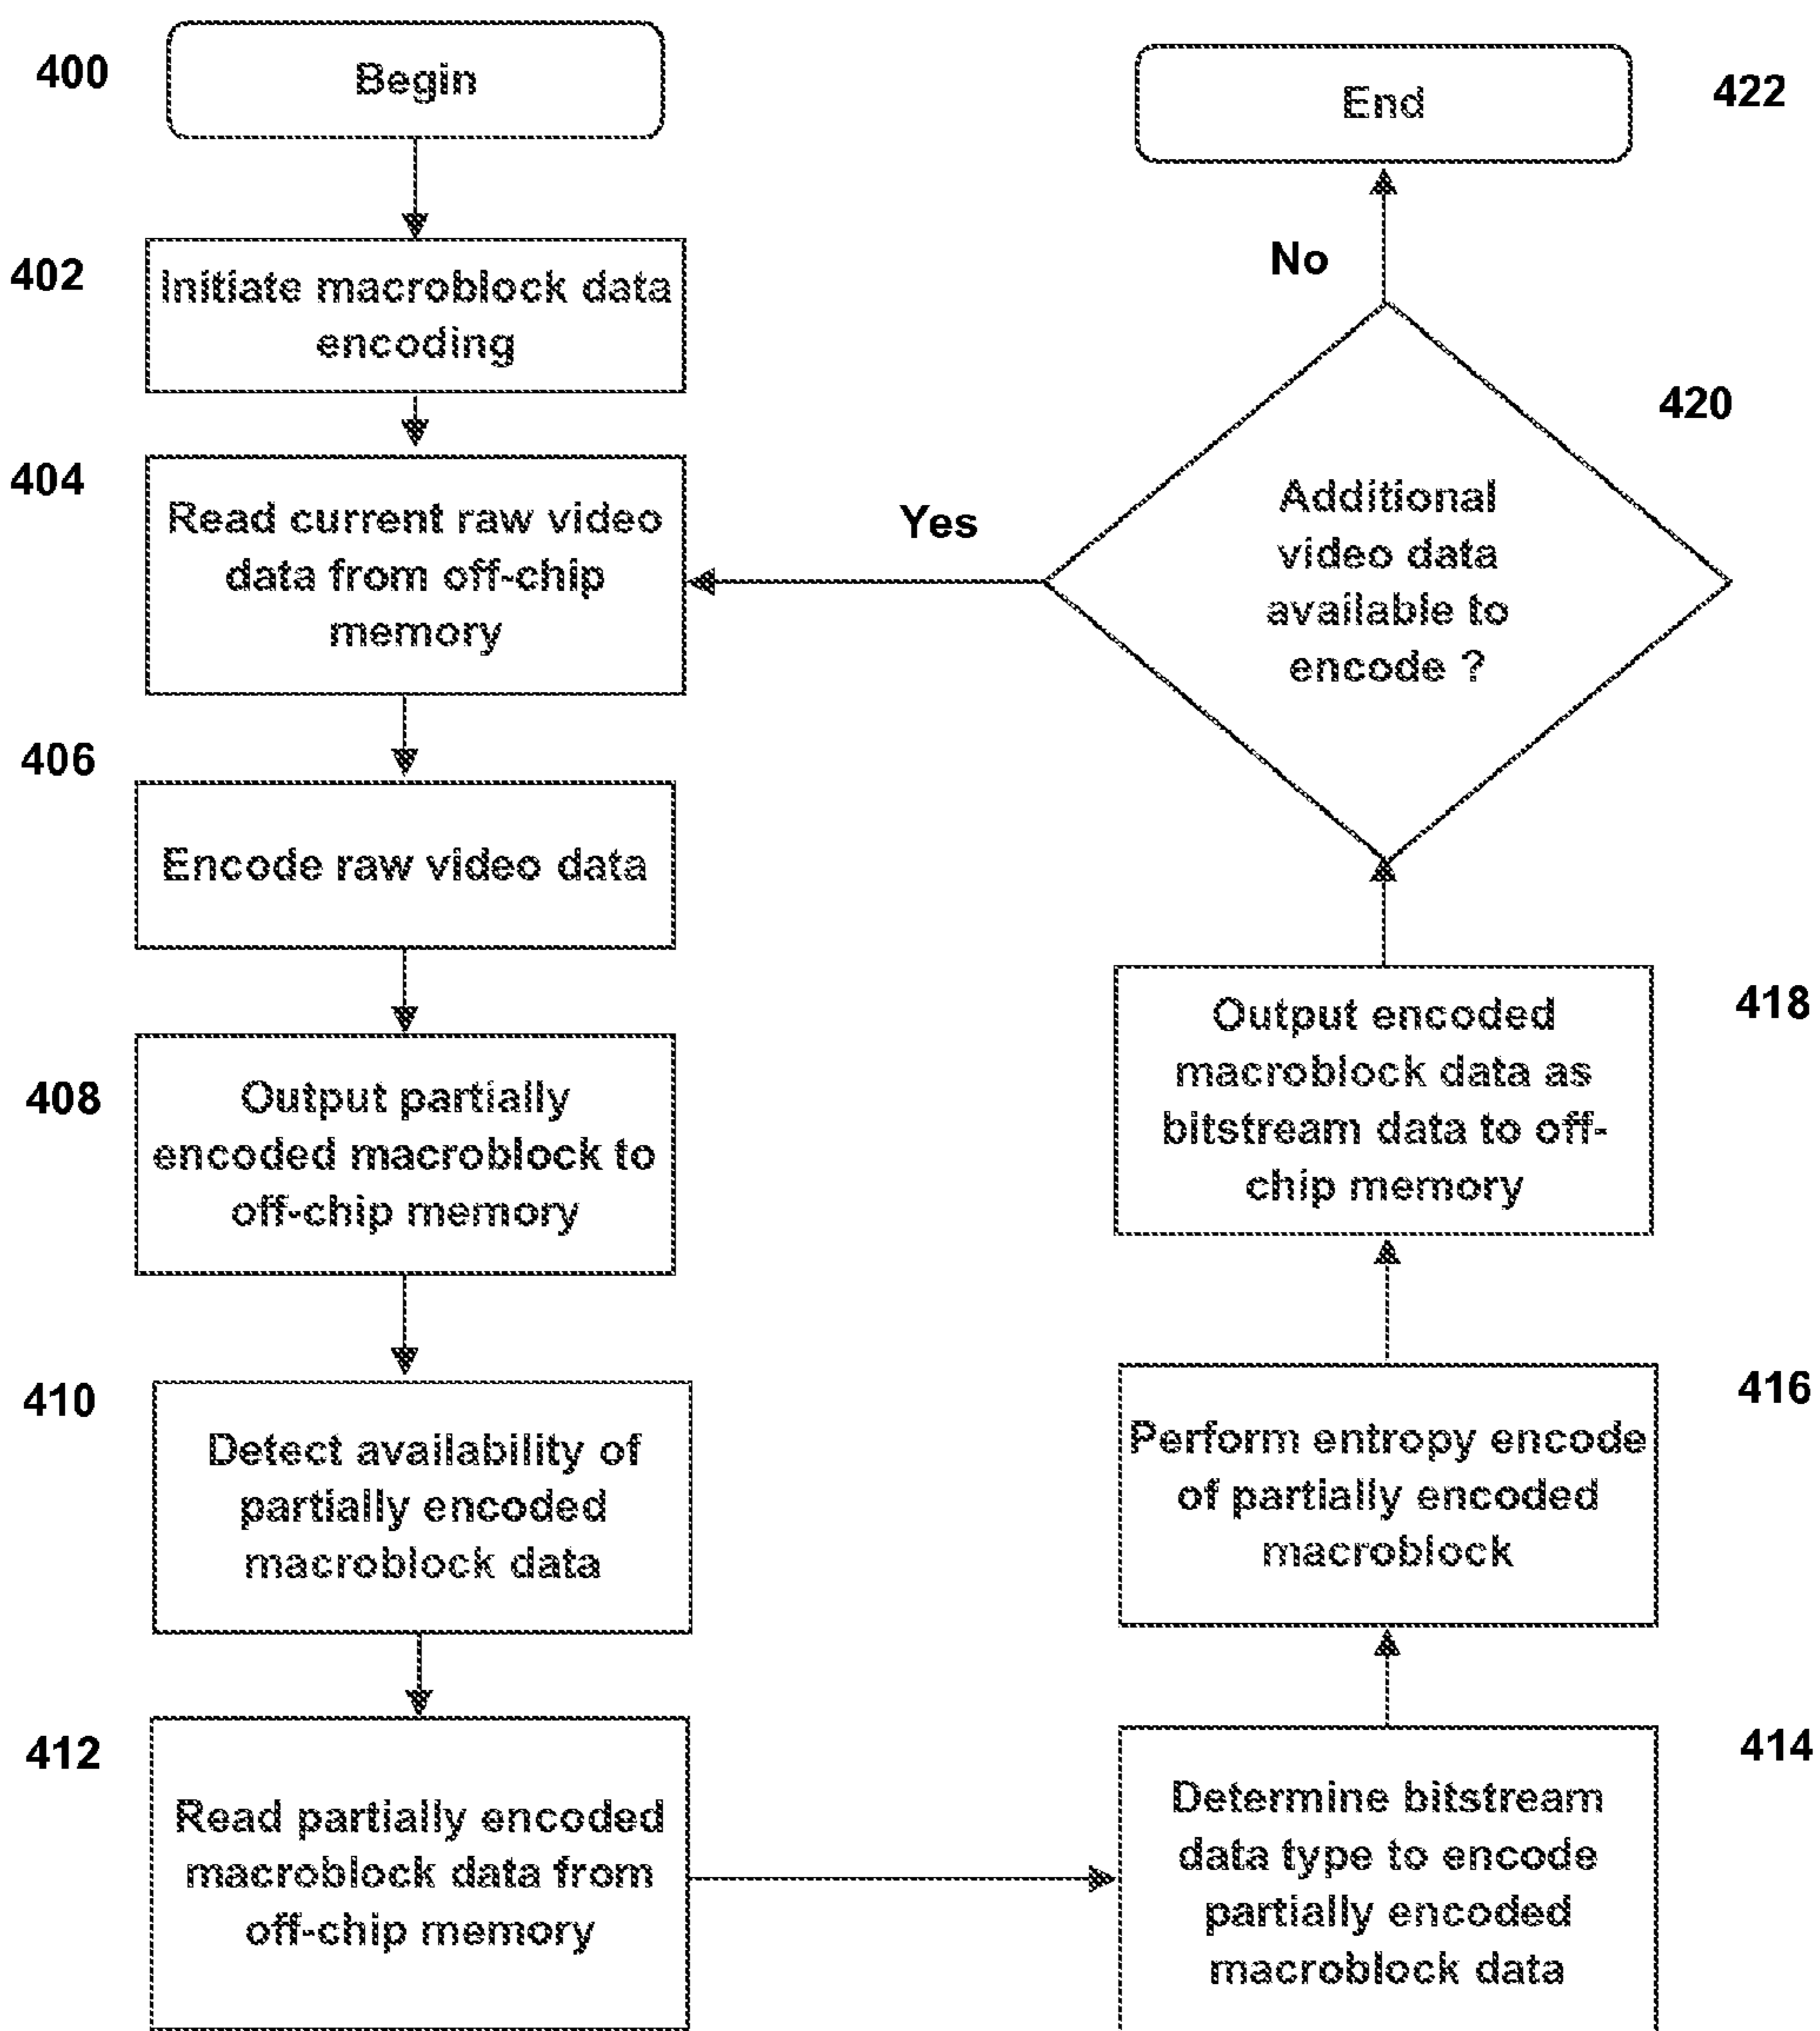 400
Begin
402
Initiate macroblock data
encoding
404
Read current raw video
data from off-chip
memory
406
Encode raw video data
408
Output partially
encoded macroblock to
off-chip memory
410
Detect availability of
partially encoded
macroblock data
412
Read partially encoded
macroblock data from
off-chip memory
414
Determine bitstream
data type to encode
partially encoded
macroblock data
416
Perform entropy encode
of partially encoded
macroblock
418
Output encoded
macroblock data as
bitstream data to off-
chip memory
420
Additional
video data
available to
encode ?
Yes
No
422
End